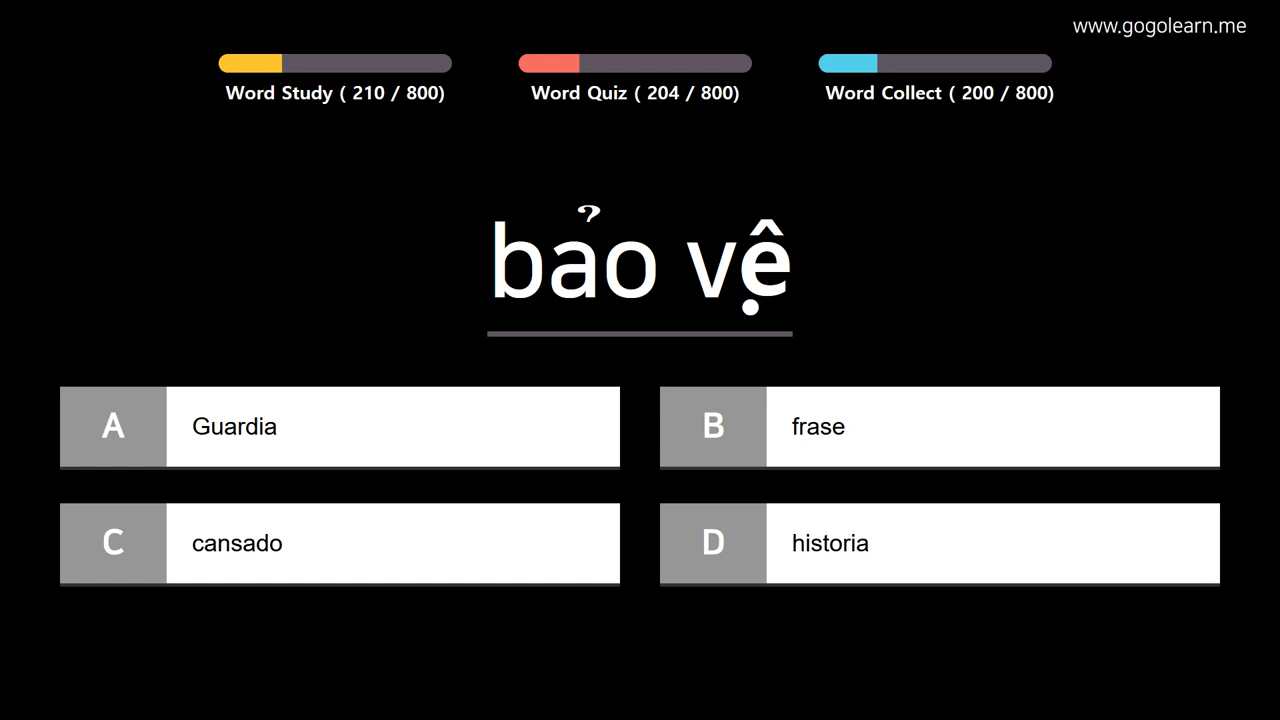 www.gogolearn.me
Word Study ( 210 / 800)
Word Quiz ( 204 / 800)
Word Collect ( 200 / 800)
bảo vệ
A Guardia
B frase
C cansado
D historia